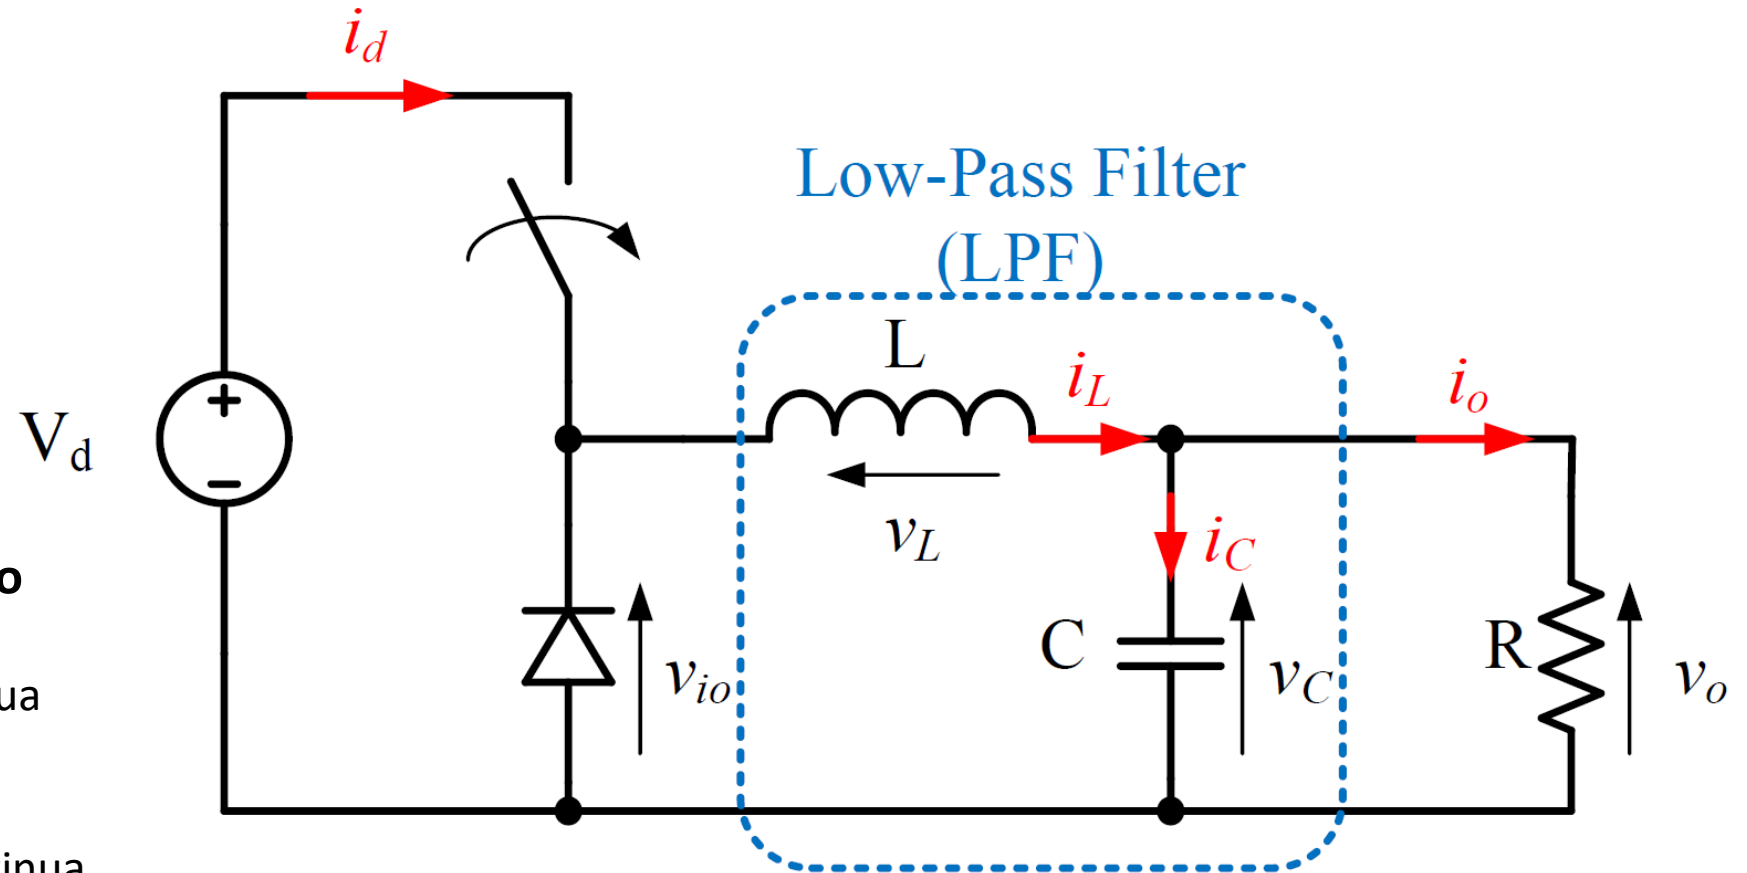 i_d
Low-Pass Filter
(LPF)
L
i_L
i_o
V_d
+
−
v_L
i_C
o
C
R
v_io
v_C
v_o
ua
inua